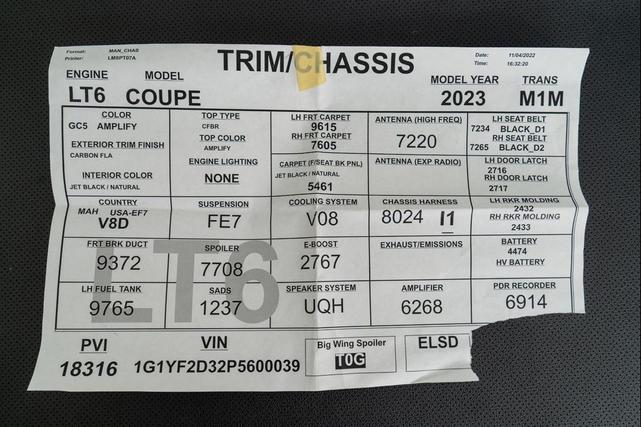 Format: MAN_CHAS
Printer: LMSPT07A
TRIM/CHASSIS
Date: 11/04/2022
Time: 16:32:20
ENGINE MODEL MODEL YEAR TRANS
LT6 COUPE 2023 M1M
COLOR
GC5 AMPLIFY
EXTERIOR TRIM FINISH
CARBON FLA
TOP TYPE
CFBR
TOP COLOR
AMPLIFY
ENGINE LIGHTING
NONE
LH FRT CARPET
9615
RH FRT CARPET
7605
ANTENNA (HIGH FREQ)
7220
LH SEAT BELT
7234 BLACK_D1
RH SEAT BELT
7265 BLACK_D2
INTERIOR COLOR
JET BLACK / NATURAL
CARPET (F/SEAT BK PNL)
JET BLACK / NATURAL
5461
ANTENNA (EXP RADIO)
LH DOOR LATCH
2716
RH DOOR LATCH
2717
COUNTRY
MAH USA-EF7
V8D
SUSPENSION
FE7
COOLING SYSTEM
V08
CHASSIS HARNESS
8024 I1
LH RKR MOLDING
2432
RH RKR MOLDING
2433
FRT BRK DUCT
9372
SPOILER
7708
E-BOOST
2767
EXHAUST/EMISSIONS
BATTERY
4474
HV BATTERY
LT6
LH FUEL TANK
9765
SADS
1237
SPEAKER SYSTEM
UQH
AMPLIFIER
6268
PDR RECORDER
6914
PVI
18316
VIN
1G1YF2D32P5600039
Big Wing Spoiler
T0G
ELSD